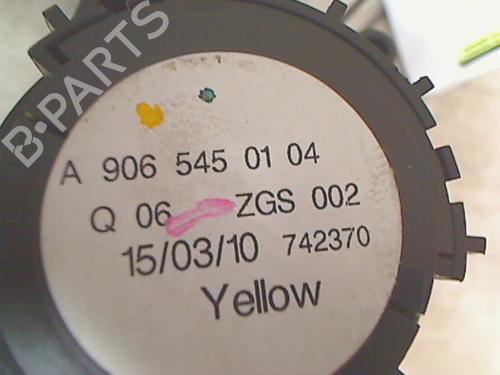 B-PARTS
A 906 545 01 04
Q 06 ZGS 002
15/03/10 742370
Yellow